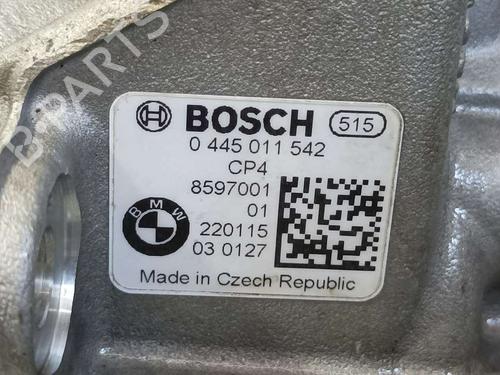 B-PARTS
BOSCH 515
0 445 011 542
CP4
8597001
01
BMW
220115
03 0127
Made in Czech Republic